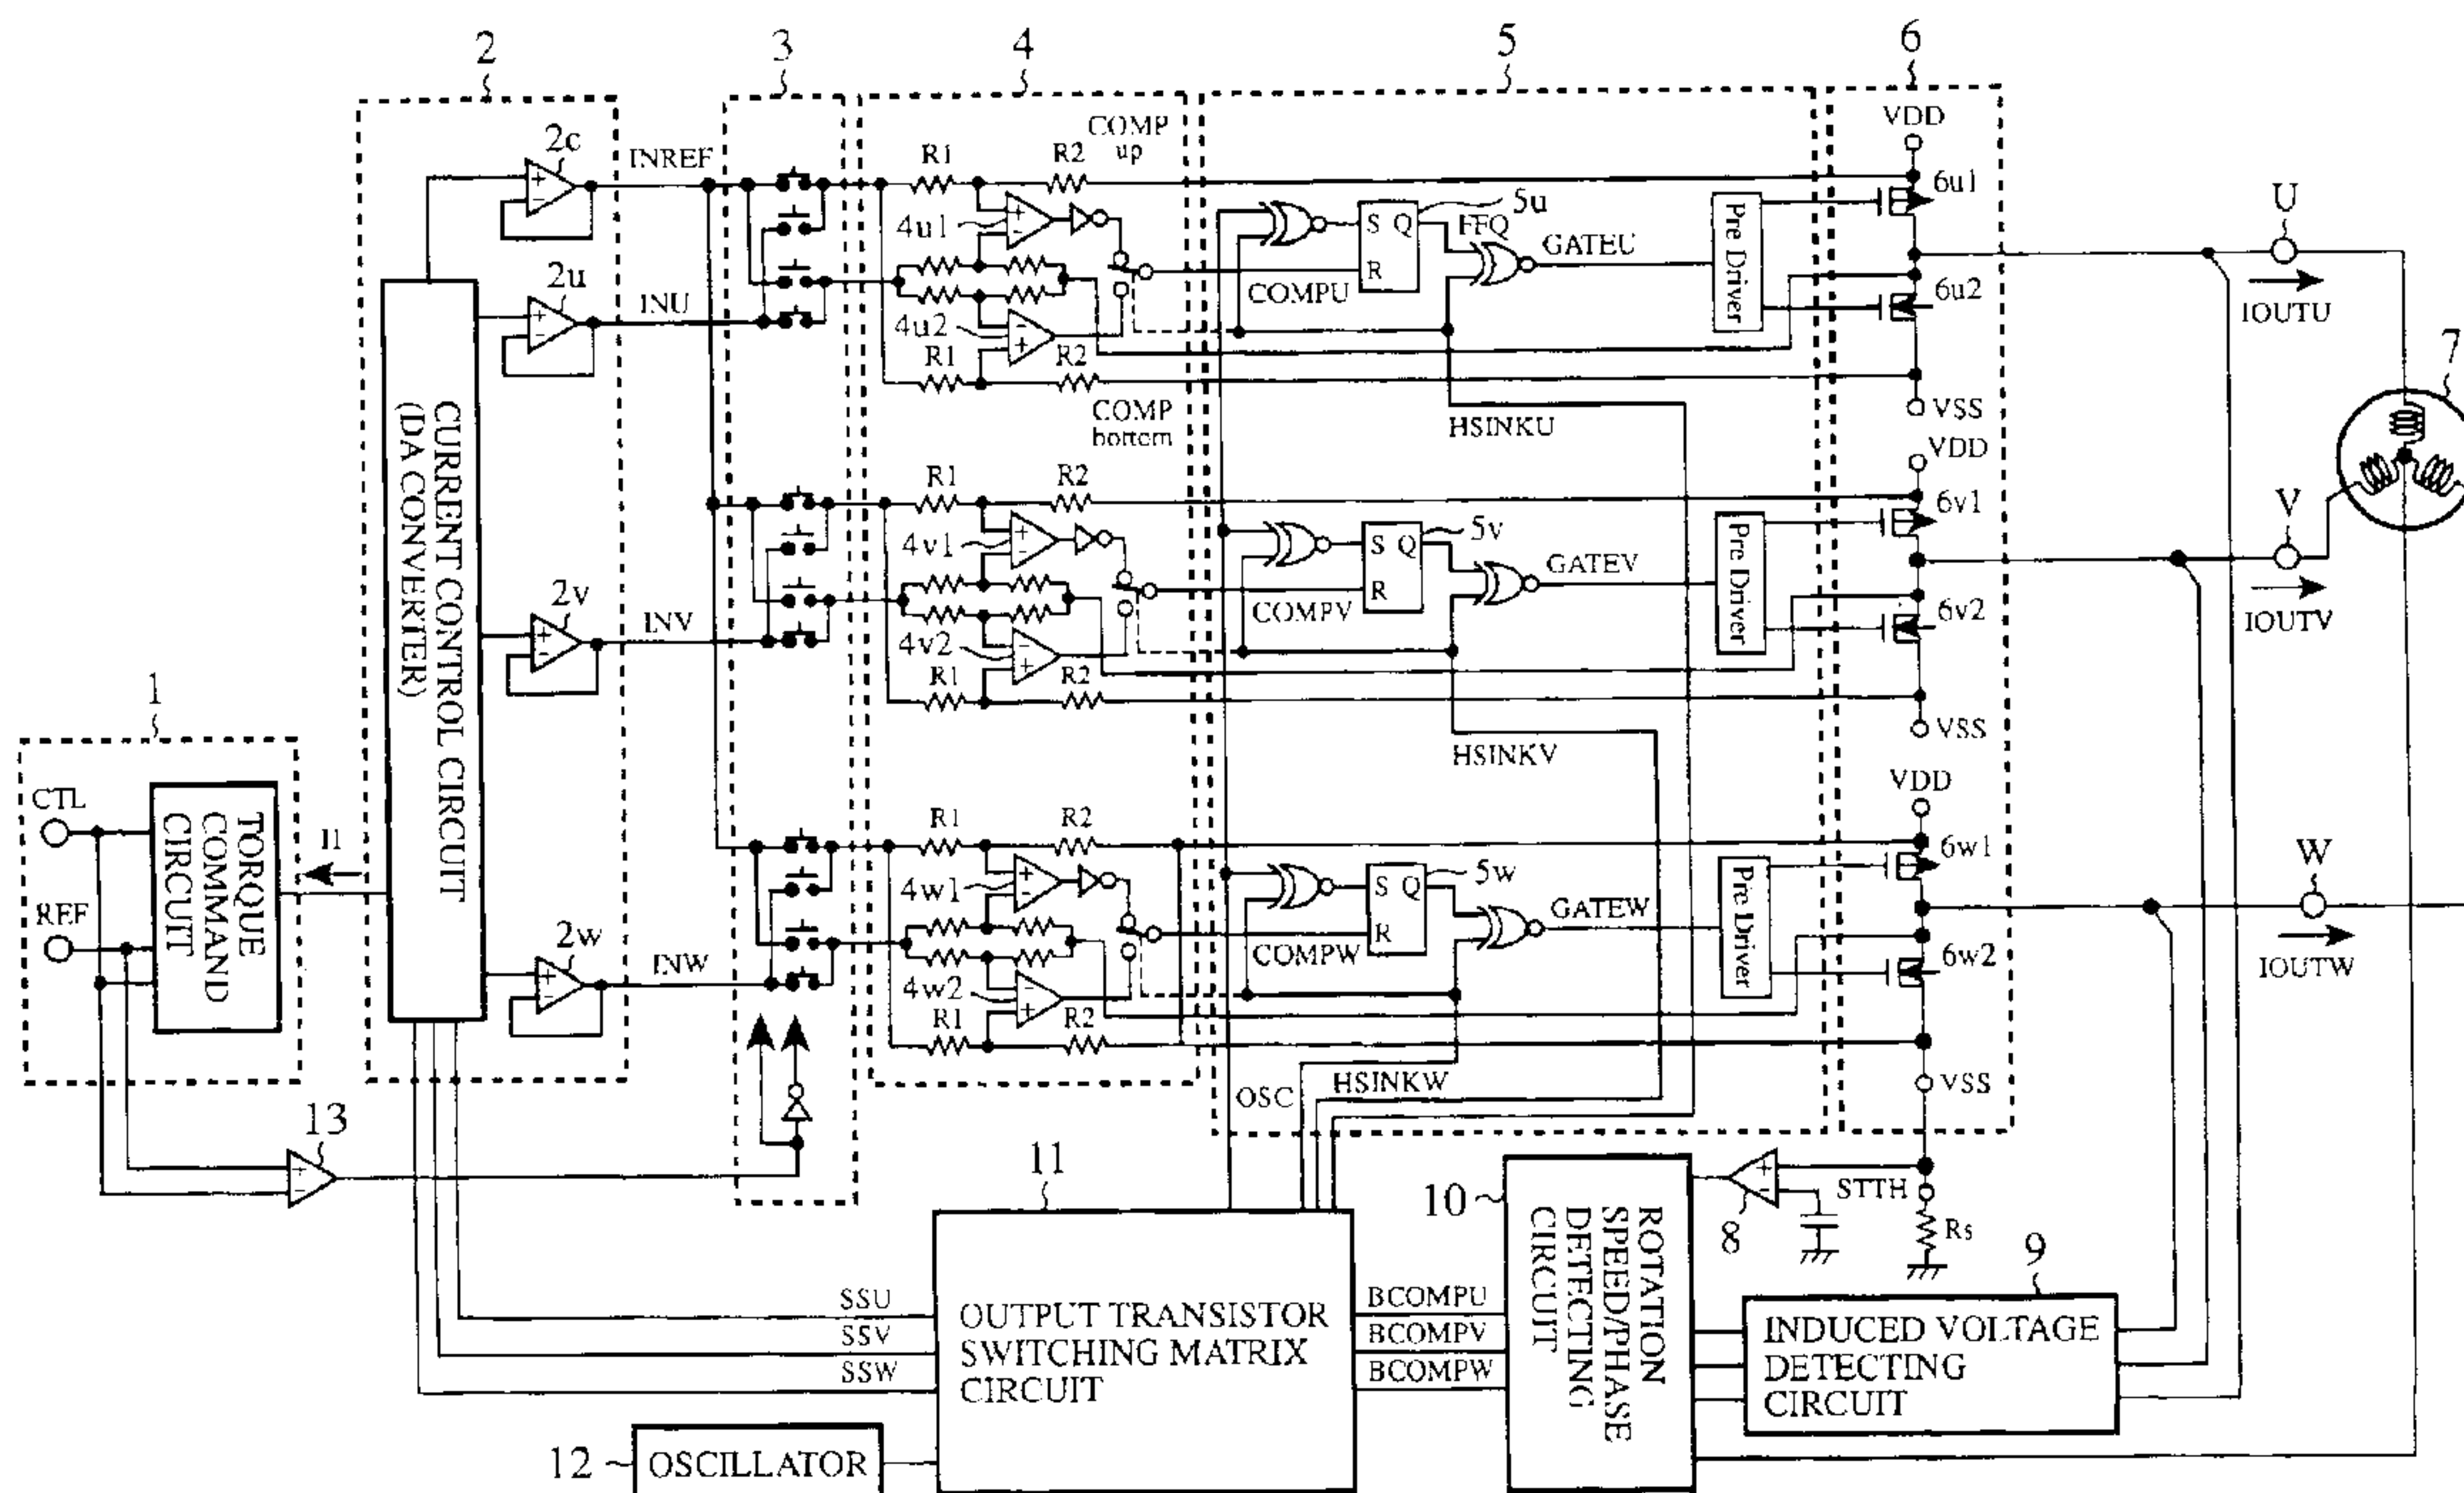 2
3
4
5
6
2c
INREF
R1
R2
COMP
up
VDD
6u1
4u1
S Q
R
5u
FFQ
GATEU
Pre Driver
U
2u
INU
COMPU
6u2
IOUTU
4u2
R1
R2
7
COMP
bottom
HSINKU
VSS
CURRENT CONTROL CIRCUIT
(DA CONVERTER)
R1
R2
VDD
6v1
V
4v1
S Q
R
5v
GATEV
Pre Driver
2v
INV
COMPV
6v2
IOUTV
4v2
R1
R2
1
HSINKV
VSS
CTL
TORQUE
COMMAND
CIRCUIT
I1
REF
R1
R2
VDD
6w1
W
4w1
S Q
R
5w
GATEW
Pre Driver
2w
INW
COMPW
6w2
IOUTW
4w2
R1
R2
OSC
HSINKW
VSS
13
11
10
STTH
8
Rs
9
ROTATION
SPEED/PHASE
DETECTING
CIRCUIT
SSU
SSV
SSW
OUTPUT TRANSISTOR
SWITCHING MATRIX
CIRCUIT
BCOMPU
BCOMPV
BCOMPW
INDUCED VOLTAGE
DETECTING
CIRCUIT
12
OSCILLATOR